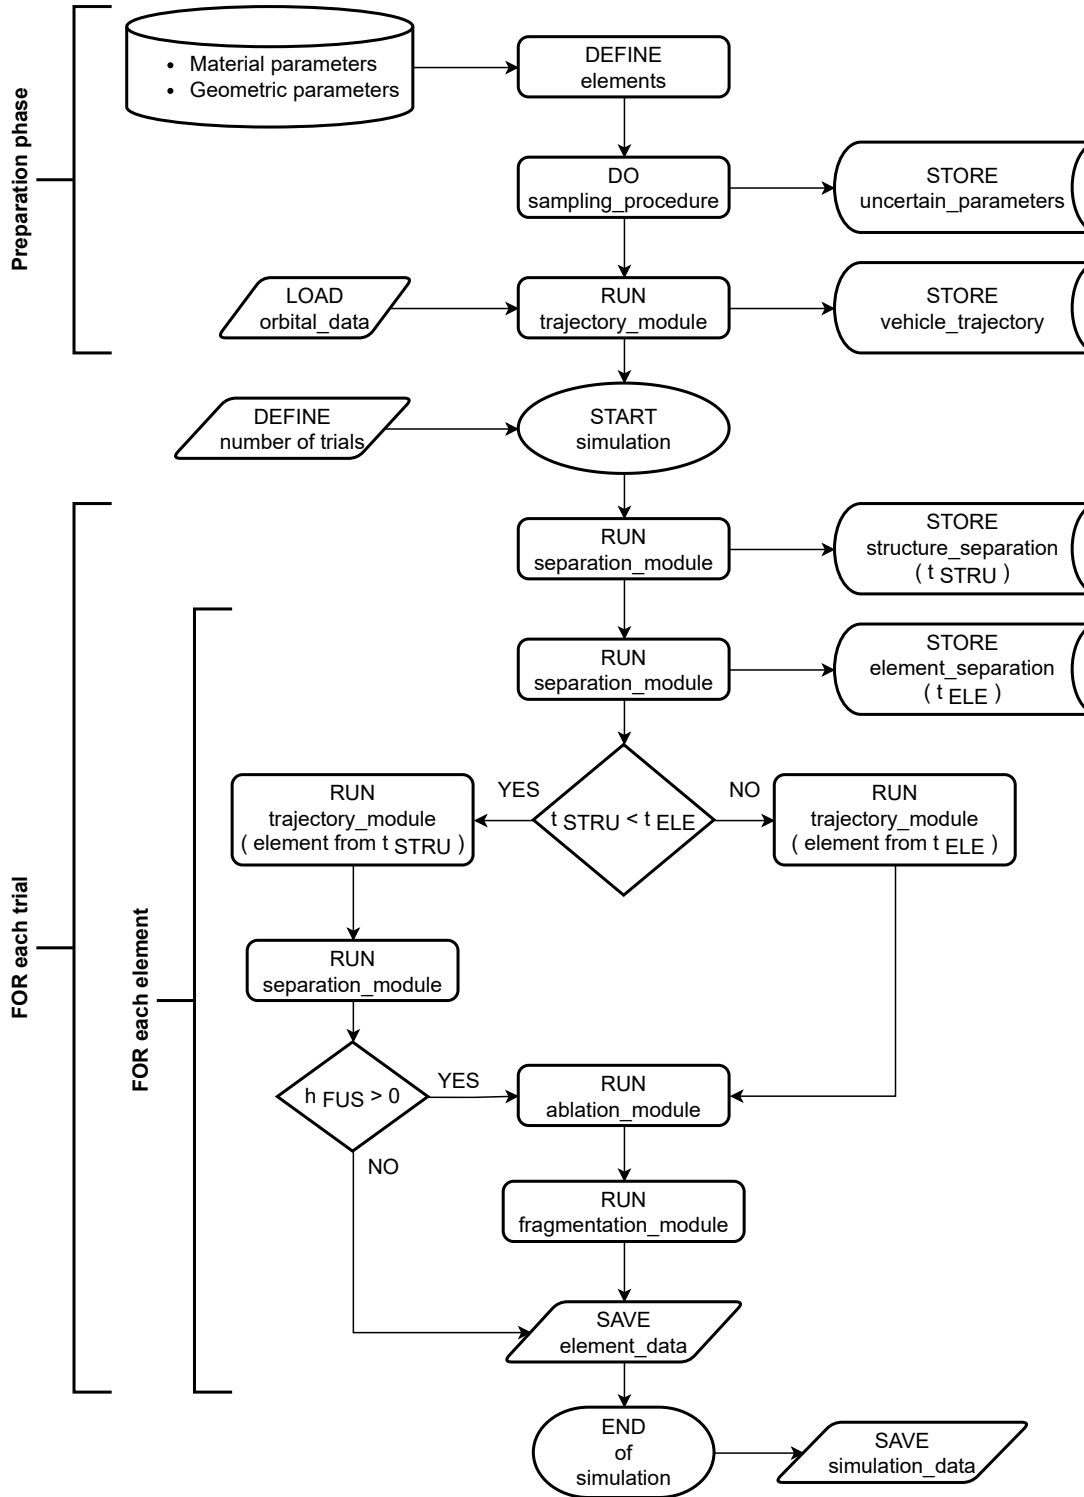 Preparation phase
• Material parameters
• Geometric parameters
DEFINE
elements
DO
sampling_procedure
STORE
uncertain_parameters
LOAD
orbital_data
RUN
trajectory_module
STORE
vehicle_trajectory
DEFINE
number of trials
START
simulation
FOR each trial
RUN
separation_module
STORE
structure_separation
( t STRU )
FOR each element
RUN
separation_module
STORE
element_separation
( t ELE )
YES
t STRU < t ELE
NO
RUN
trajectory_module
( element from t STRU )
RUN
trajectory_module
( element from t ELE )
RUN
separation_module
h FUS > 0
YES
NO
RUN
ablation_module
RUN
fragmentation_module
SAVE
element_data
END
of
simulation
SAVE
simulation_data